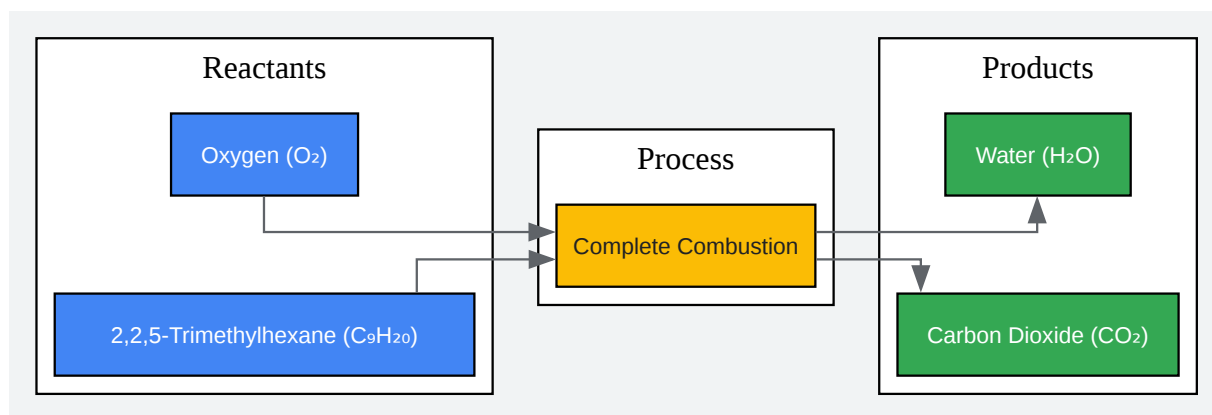 Reactants
Oxygen (O₂)
2,2,5-Trimethylhexane (C₉H₂₀)
Process
Complete Combustion
Products
Water (H₂O)
Carbon Dioxide (CO₂)